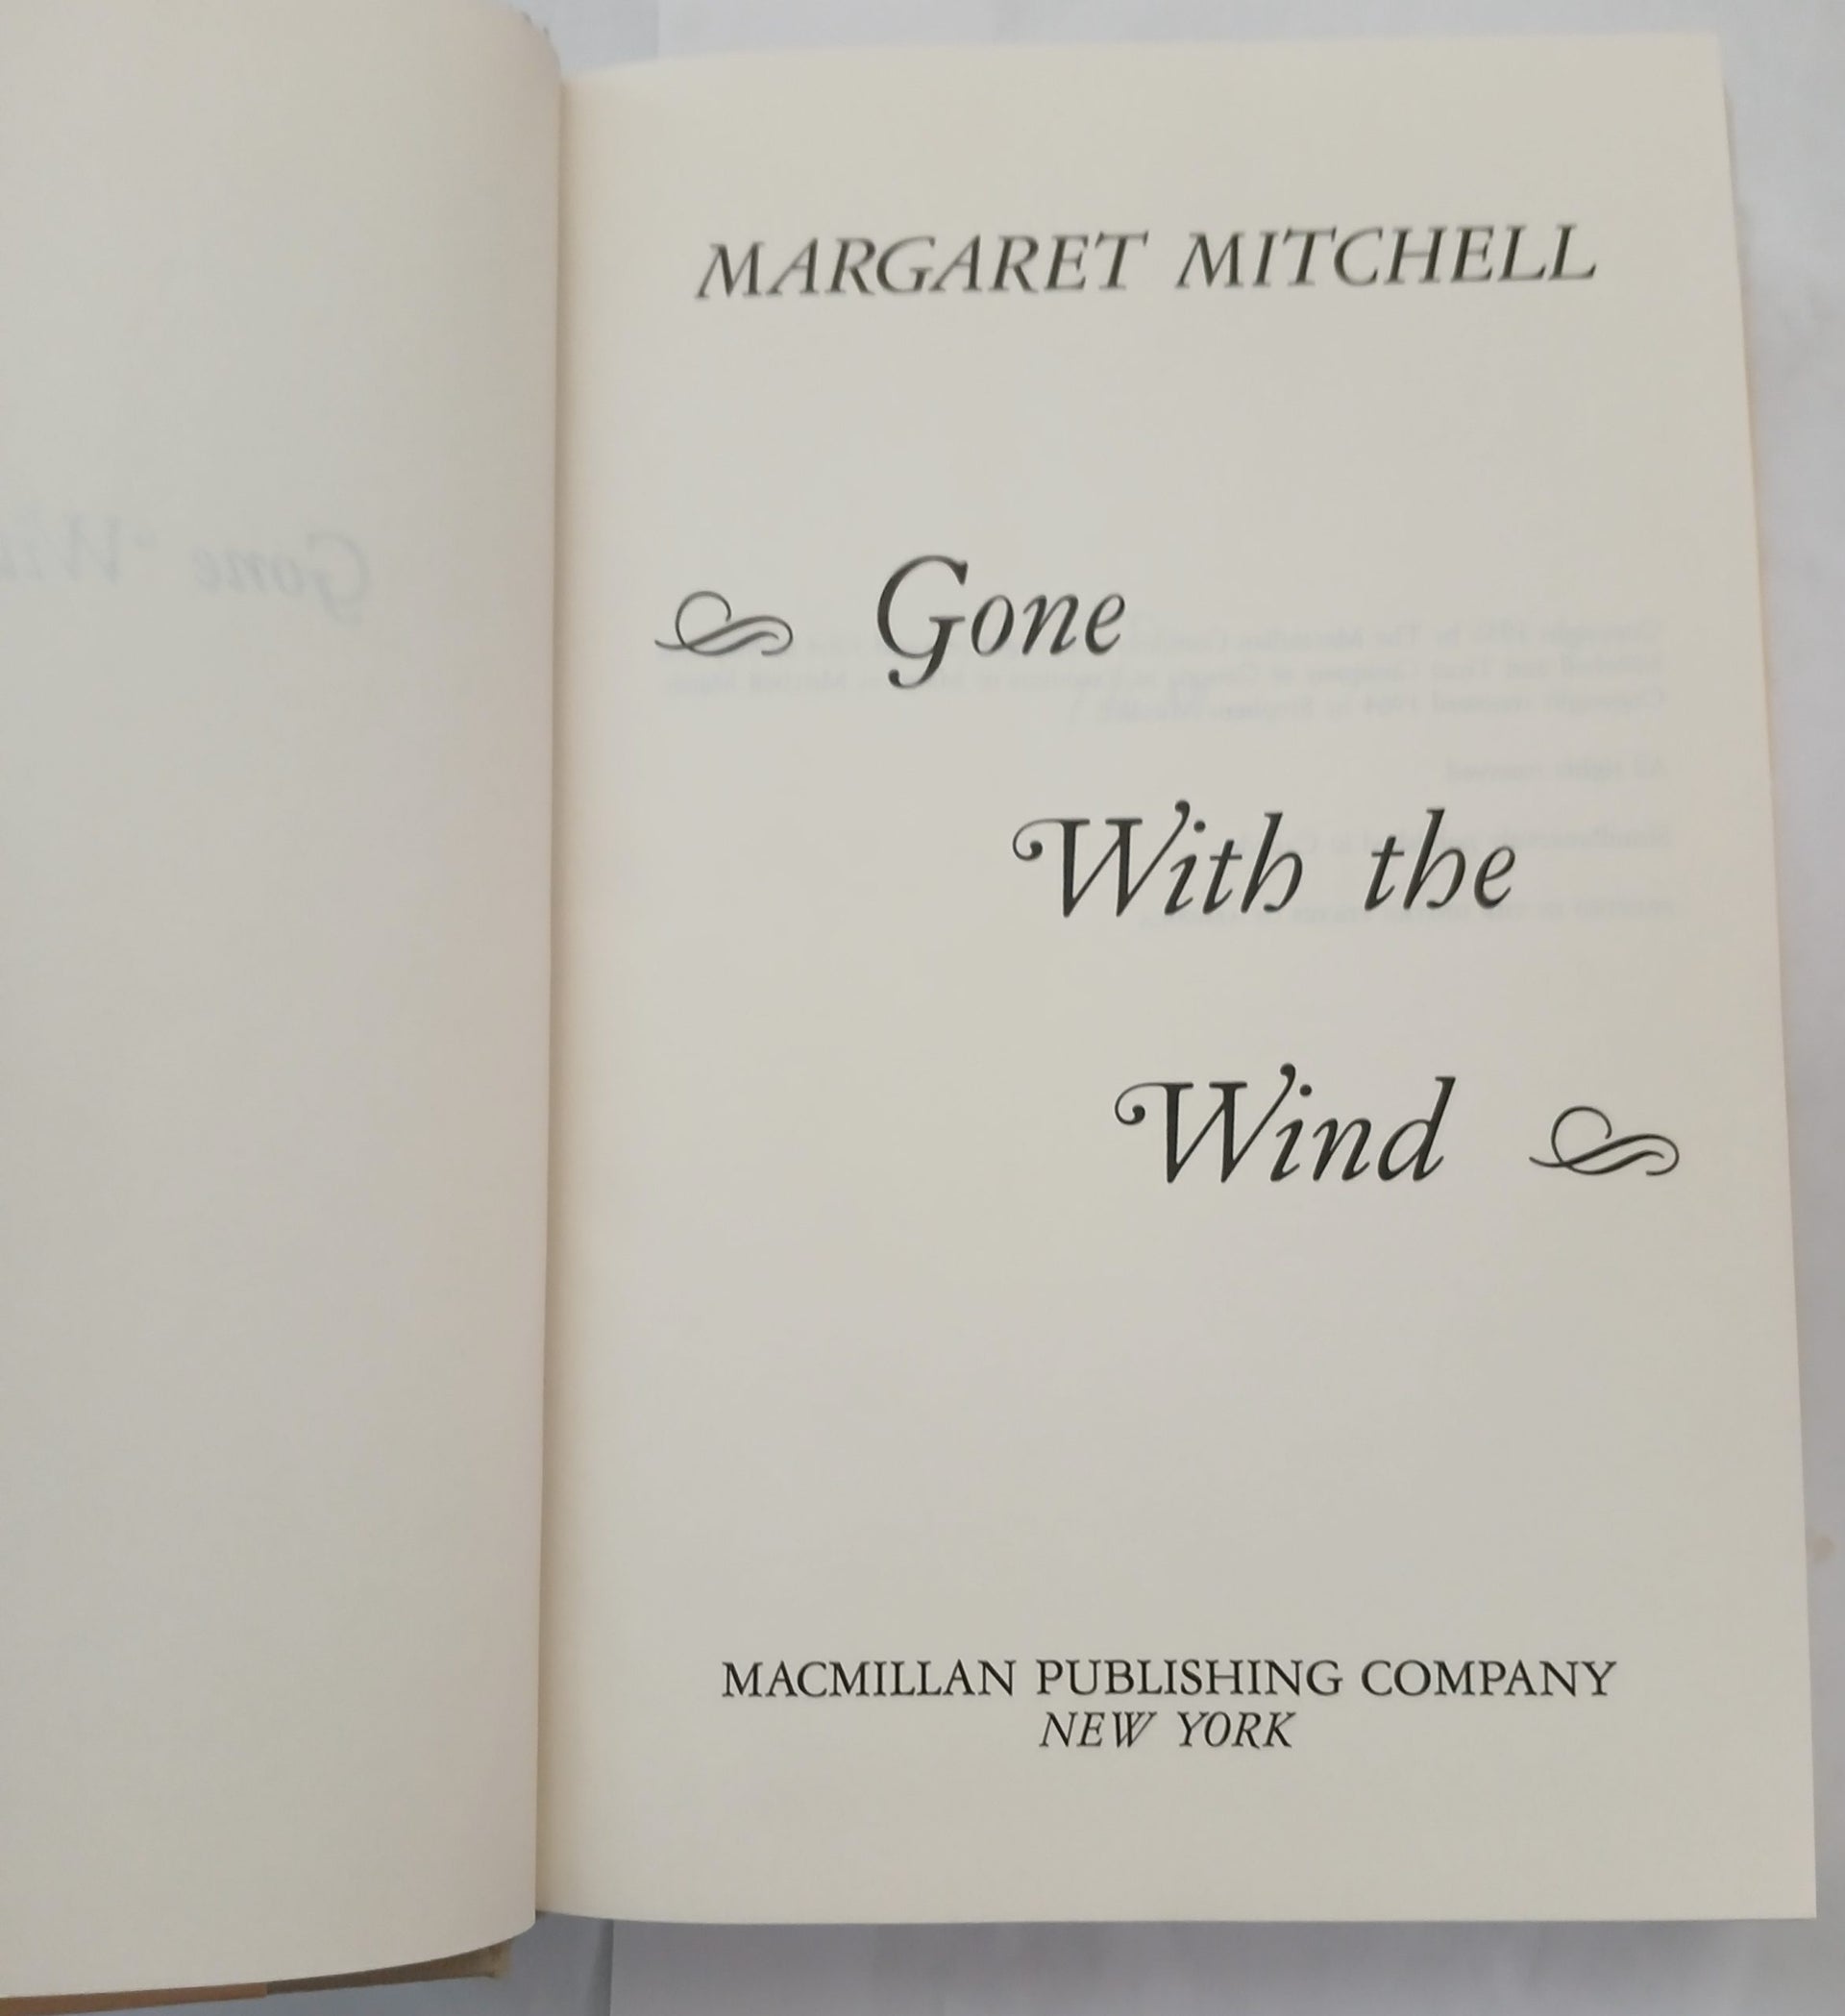 MARGARET MITCHELL
Gone
With the
Wind
MACMILLAN PUBLISHING COMPANY
NEW YORK